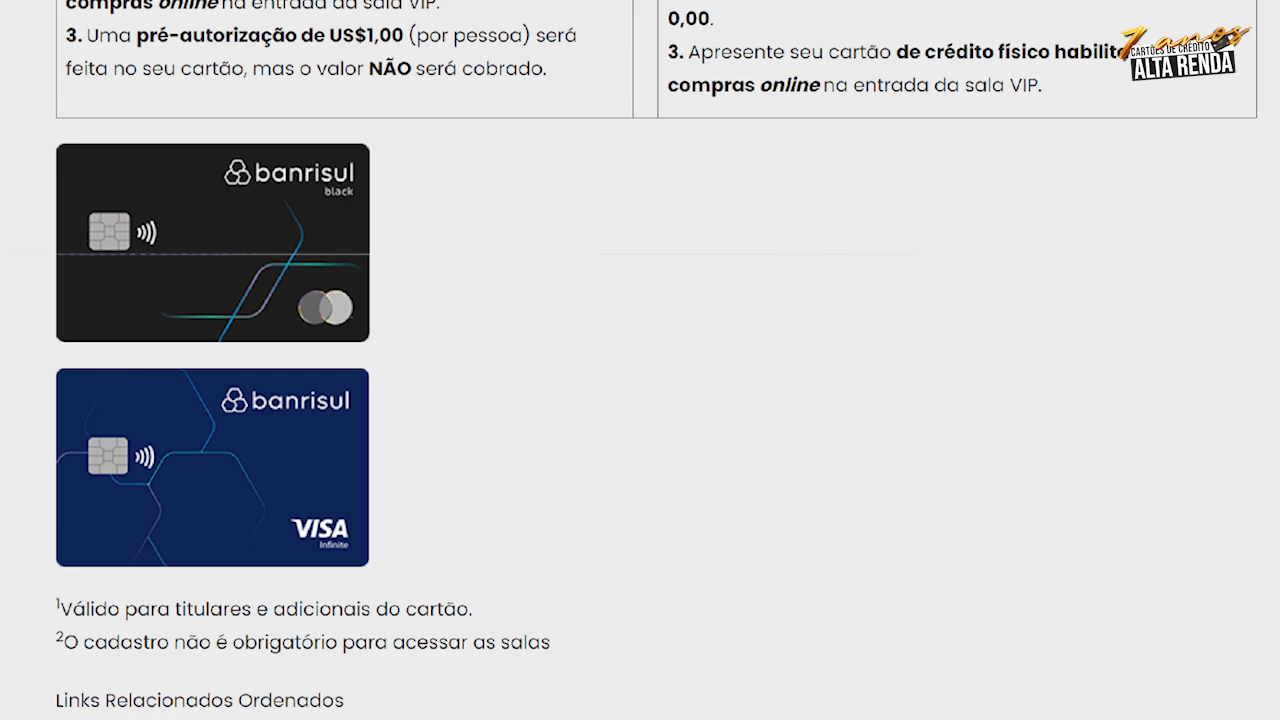 compras online na entrada da sala VIP.
3. Uma pré-autorização de US$1,00 (por pessoa) será
feita no seu cartão, mas o valor NÃO será cobrado.
0,00.
3. Apresente seu cartão de crédito físico
compras online na entrada da sala VIP.
7 anos
CARTÕES DE CRÉDITO
ALTA RENDA
banrisul
black
banrisul
VISA
Infinite
¹Válido para titulares e adicionais do cartão.
²O cadastro não é obrigatório para acessar as salas
Links Relacionados Ordenados